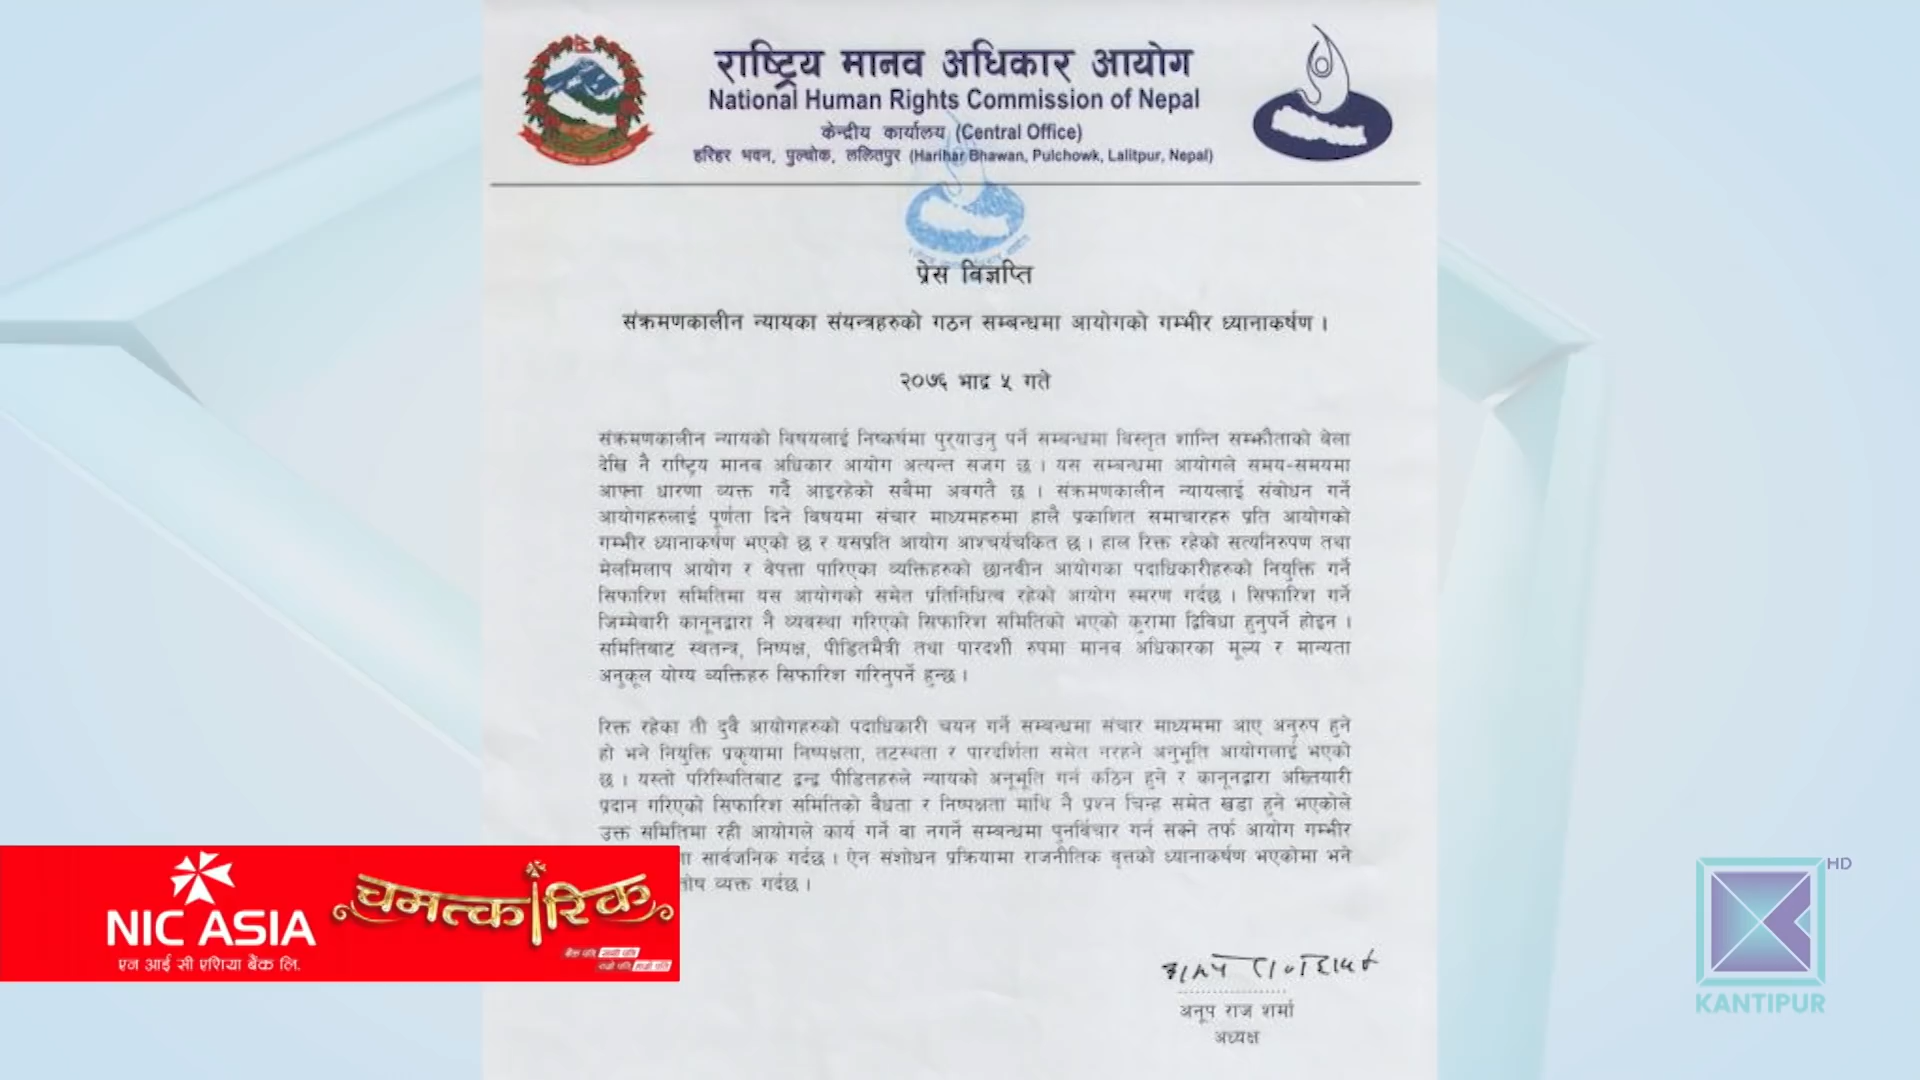 राष्ट्रिय मानव अधिकार आयोग
National Human Rights Commission of Nepal
केन्द्रीय कार्यालय (Central Office)
हरिहर भवन, पुल्चोक, ललितपुर (Harihar Bhawan, Pulchowk, Lalitpur, Nepal)
प्रेस विज्ञप्ति
संक्रमणकालीन न्यायका संयन्त्रहरुको गठन सम्बन्धमा आयोगको गम्भीर ध्यानाकर्षण ।
२०७६ भाद्र ५ गते
संक्रमणकालीन न्यायको विषयलाई निष्कर्षमा पुर्‍याउनु पर्ने सम्बन्धमा विस्तृत शान्ति सम्झौताको बेला
देखि नै राष्ट्रिय मानव अधिकार आयोग अत्यन्त सजग छ । यस सम्बन्धमा आयोगले समय-समयमा
आफ्ना धारणा व्यक्त गर्दै आइरहेको सबैमा अवगतै छ । संक्रमणकालीन न्यायलाई संबोधन गर्ने
आयोगहरुलाई पूर्णता दिने विषयमा संचार माध्यमहरुमा हालै प्रकाशित समाचारहरु प्रति आयोगको
गम्भीर ध्यानाकर्षण भएको छ र यसप्रति आयोग आश्चर्यचकित छ । हाल रिक्त रहेको सत्यनिरुपण तथा
मेलमिलाप आयोग र बेपत्ता पारिएका व्यक्तिहरुको छानबीन आयोगका पदाधिकारीहरुको नियुक्ति गर्ने
सिफारिश समितिमा यस आयोगको समेत प्रतिनिधित्व रहेको आयोग स्मरण गर्दछ । सिफारिश गर्ने
जिम्मेवारी कानूनद्वारा नै व्यवस्था गरिएको सिफारिश समितिको भएको कुरामा द्विविधा हुनुपर्ने होइन ।
समितिबाट स्वतन्त्र, निष्पक्ष, पीडितमैत्री तथा पारदर्शी रुपमा मानव अधिकारका मूल्य र मान्यता
अनुकूल योग्य व्यक्तिहरु सिफारिश गरिनुपर्ने हुन्छ ।
रिक्त रहेका ती दुवै आयोगहरुको पदाधिकारी चयन गर्ने सम्बन्धमा संचार माध्यममा आए अनुरुप हुने
हो भने नियुक्ति प्रकृयामा निष्पक्षता, तटस्थता र पारदर्शिता समेत नरहने अनुभूति आयोगलाई भएको
छ । यस्तो परिस्थितिबाट द्वन्द्व पीडितहरुले न्यायको अनूभूति गर्न कठिन हुने र कानूनद्वारा अख्तियारी
प्रदान गरिएको सिफारिश समितिको वैधता र निष्पक्षता माथि नै प्रश्न चिन्ह समेत खडा हुने भएकोले
उक्त समितिमा रही आयोगले कार्य गर्ने वा नगर्ने सम्बन्धमा पुनर्विचार गर्न सक्ने तर्फ आयोग गम्भीर
सार्वजनिक गर्दछ । ऐन संशोधन प्रक्रियामा राजनीतिक वृत्तको ध्यानाकर्षण भएकोमा भने
व्यक्त गर्दछ ।
अनूप राज शर्मा
अध्यक्ष
NIC ASIA
एन आई सी एशिया बैंक लि.
चमत्कारिक
HD
KANTIPUR